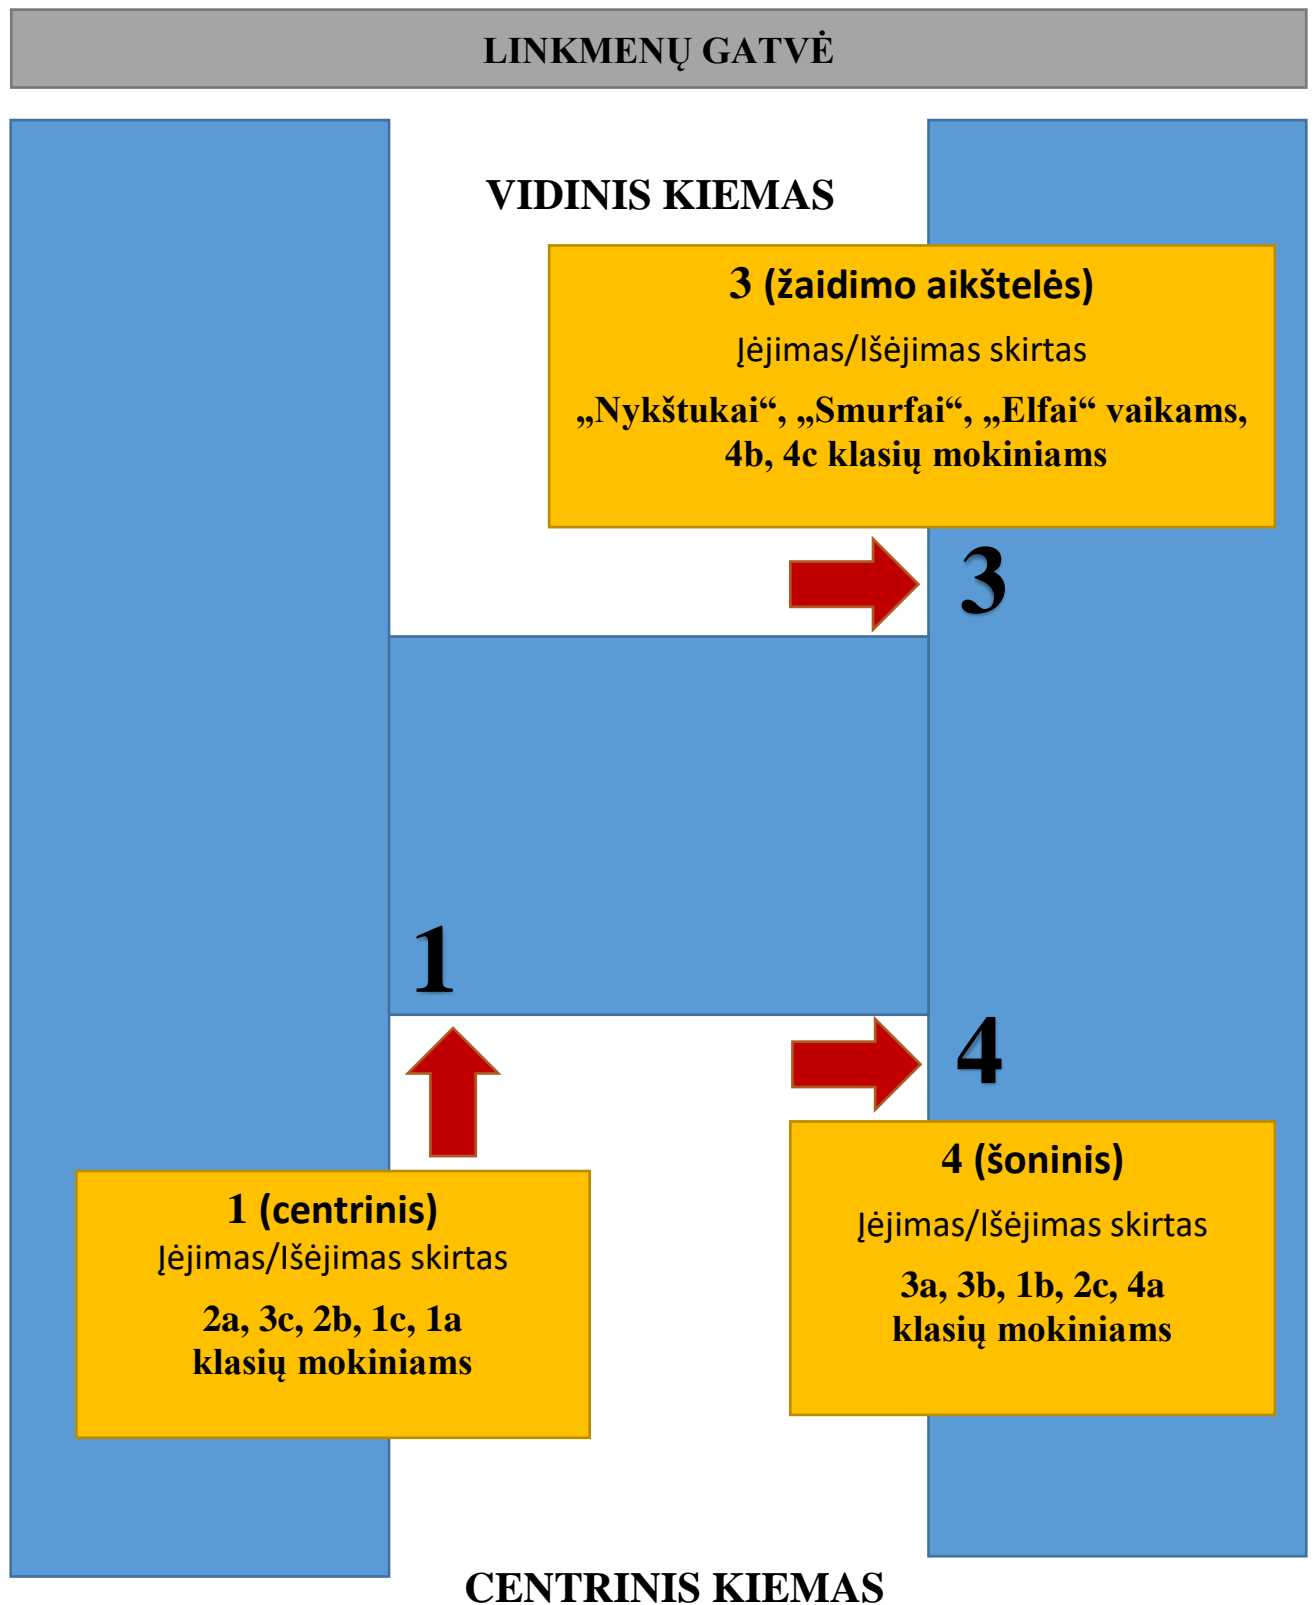 LINKMENŲ GATVĖ
VIDINIS KIEMAS
3 (žaidimo aikštelės)
Įėjimas/Išėjimas skirtas
„Nykštukai“, „Smurfai“, „Elfai“ vaikams,
4b, 4c klasių mokiniams
3
1
4
4 (šoninis)
Įėjimas/Išėjimas skirtas
3a, 3b, 1b, 2c, 4a
klasių mokiniams
1 (centrinis)
Įėjimas/Išėjimas skirtas
2a, 3c, 2b, 1c, 1a
klasių mokiniams
CENTRINIS KIEMAS